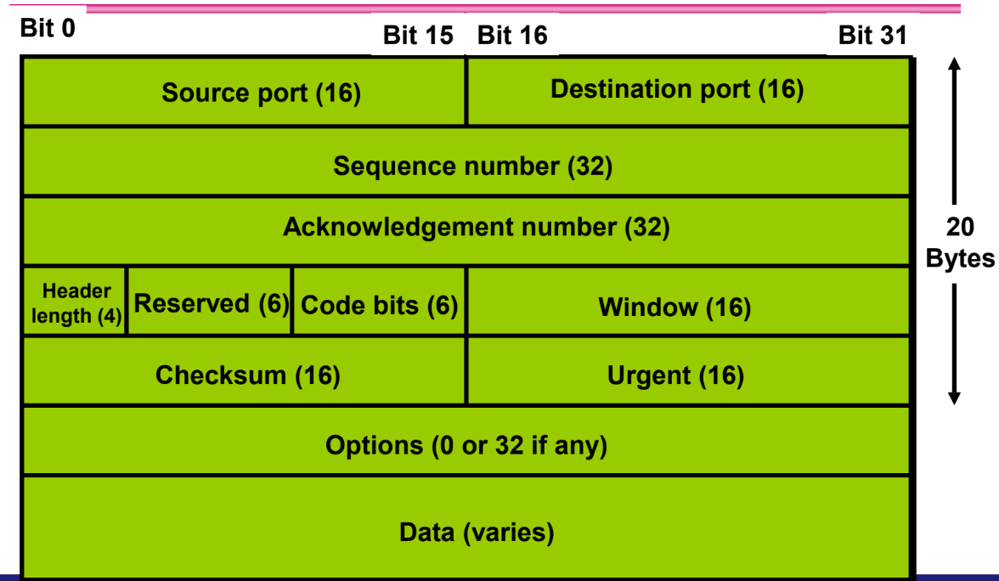 Bit 0 Bit 15 Bit 16 Bit 31
Source port (16) Destination port (16)
Sequence number (32)
Acknowledgement number (32)
20
Bytes
Header
length (4) Reserved (6) Code bits (6) Window (16)
Checksum (16) Urgent (16)
Options (0 or 32 if any)
Data (varies)